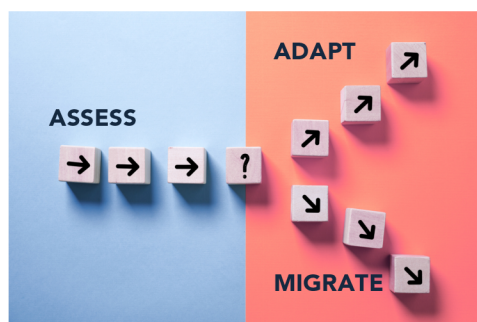 ADAPT
ASSESS
→ → → ?
MIGRATE